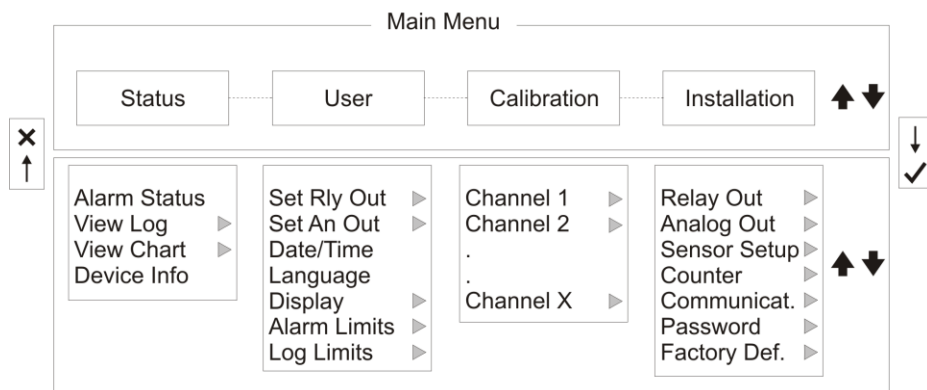 Main Menu
Status
User
Calibration
Installation
Alarm Status
View Log
View Chart
Device Info
Set Rly Out
Set An Out
Date/Time
Language
Display
Alarm Limits
Log Limits
Channel 1
Channel 2
.
.
Channel X
Relay Out
Analog Out
Sensor Setup
Counter
Communicat.
Password
Factory Def.